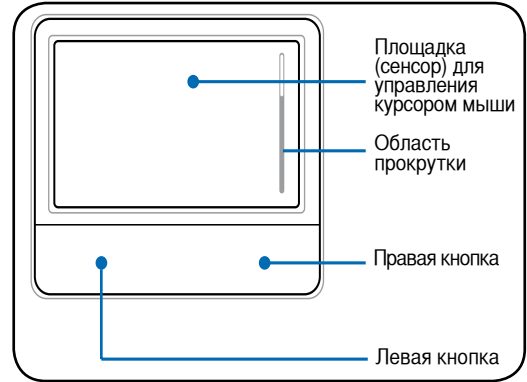 Площадка
(сенсор) для
управления
курсором мыши
Область
прокрутки
Правая кнопка
Левая кнопка